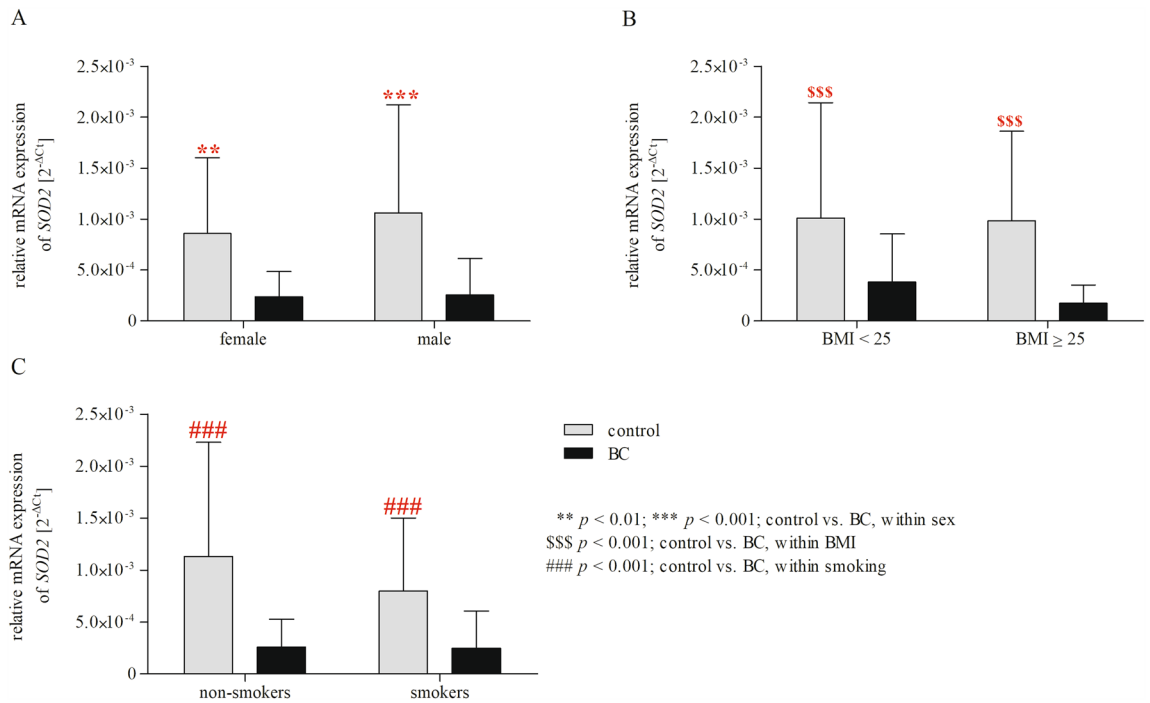 A
relative mRNA expression
of SOD2 [2-ΔCt]
2.5x10-3
2.0x10-3
1.5x10-3
1.0x10-3
5.0x10-4
0
**
***
female
male
B
relative mRNA expression
of SOD2 [2-ΔCt]
2.5x10-3
2.0x10-3
1.5x10-3
1.0x10-3
5.0x10-4
0
$$$
$$$
BMI < 25
BMI ≥ 25
C
relative mRNA expression
of SOD2 [2-ΔCt]
2.5x10-3
2.0x10-3
1.5x10-3
1.0x10-3
5.0x10-4
0
###
###
non-smokers
smokers
control
BC
** p < 0.01; *** p < 0.001; control vs. BC, within sex
$$$ p < 0.001; control vs. BC, within BMI
### p < 0.001; control vs. BC, within smoking